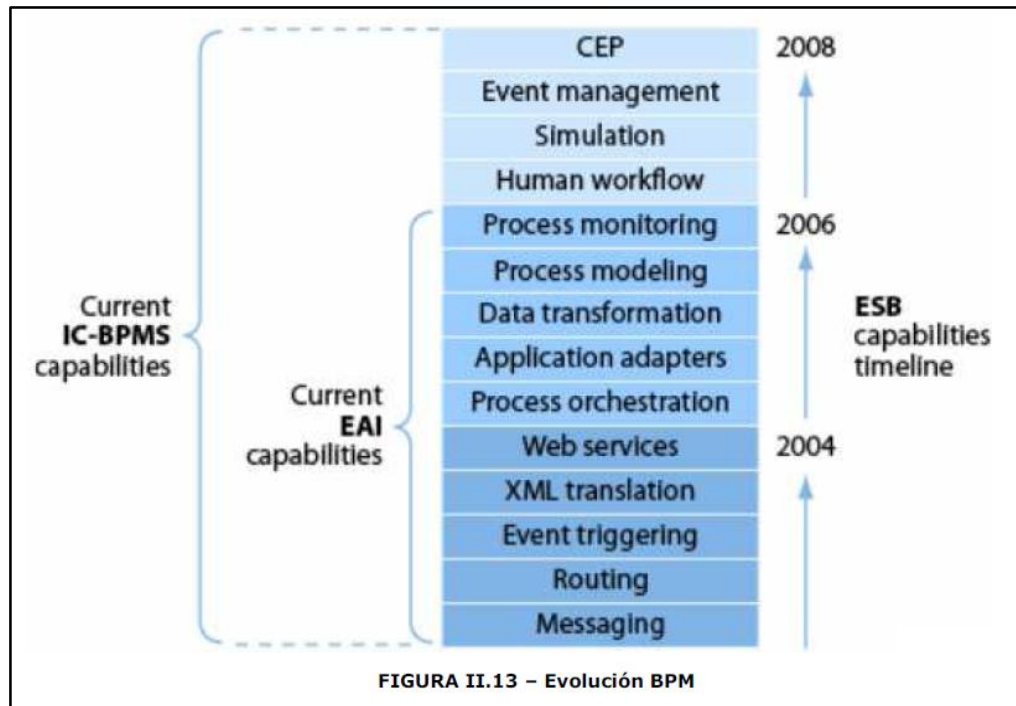 CEP
2008
Event management
Simulation
Human workflow
Process monitoring
2006
Process modeling
Current
IC-BPMS
capabilities
Data transformation
ESB
capabilities
timeline
Application adapters
Current
EAI
capabilities
Process orchestration
Web services
2004
XML translation
Event triggering
Routing
Messaging
FIGURA II.13 – Evolución BPM